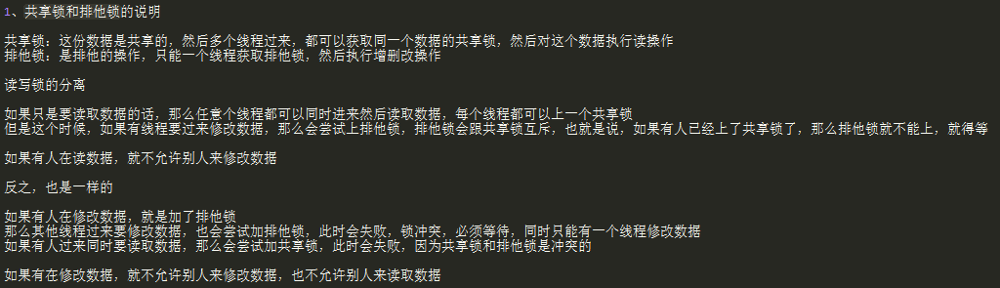 1、共享锁和排他锁的说明
共享锁：这份数据是共享的，然后多个线程过来，都可以获取同一个数据的共享锁，然后对这个数据执行读操作
排他锁：是排他的操作，只能一个线程获取排他锁，然后执行增删改操作
读写锁的分离
如果只是要读取数据的话，那么任意个线程都可以同时进来然后读取数据，每个线程都可以上一个共享锁
但是这个时候，如果有线程要过来修改数据，那么会尝试上排他锁，排他锁会跟共享锁互斥，也就是说，如果有人已经上了共享锁了，那么排他锁就不能上，就得等
如果有人在读数据，就不允许别人来修改数据
反之，也是一样的
如果有人在修改数据，就是加了排他锁
那么其他线程过来要修改数据，也会尝试加排他锁，此时会失败，锁冲突，必须等待，同时只能有一个线程修改数据
如果有人过来同时要读取数据，那么会尝试加共享锁，此时会失败，因为共享锁和排他锁是冲突的
如果有在修改数据，就不允许别人来修改数据，也不允许别人来读取数据